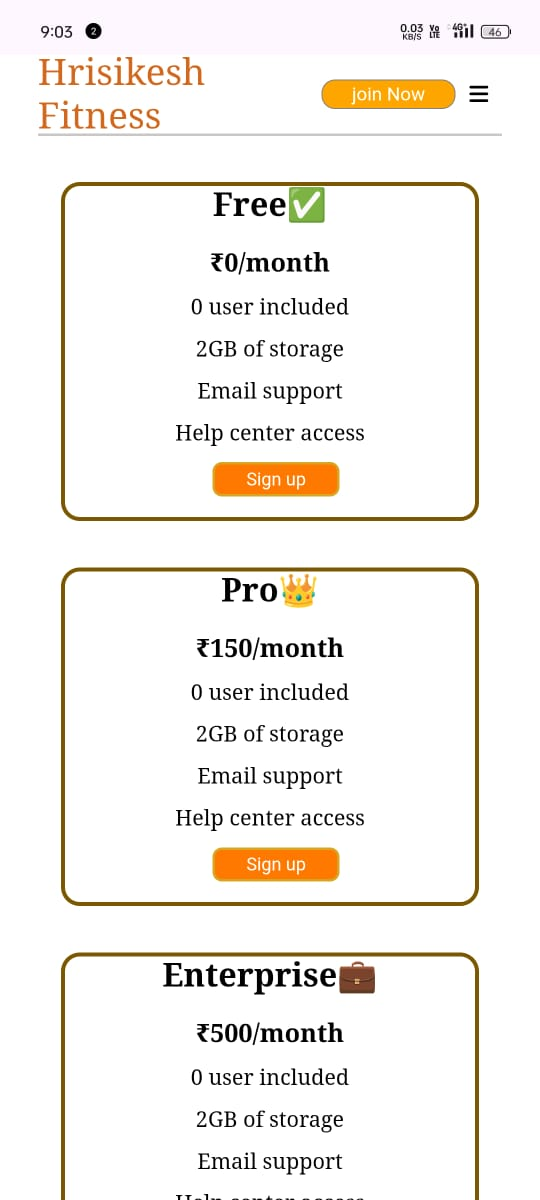 9:03 2 0.03 KB/S Vo LTE 4G+ 46
Hrisikesh
Fitness
join Now
Free✅
₹0/month
0 user included
2GB of storage
Email support
Help center access
Sign up
Pro👑
₹150/month
0 user included
2GB of storage
Email support
Help center access
Sign up
Enterprise💼
₹500/month
0 user included
2GB of storage
Email support